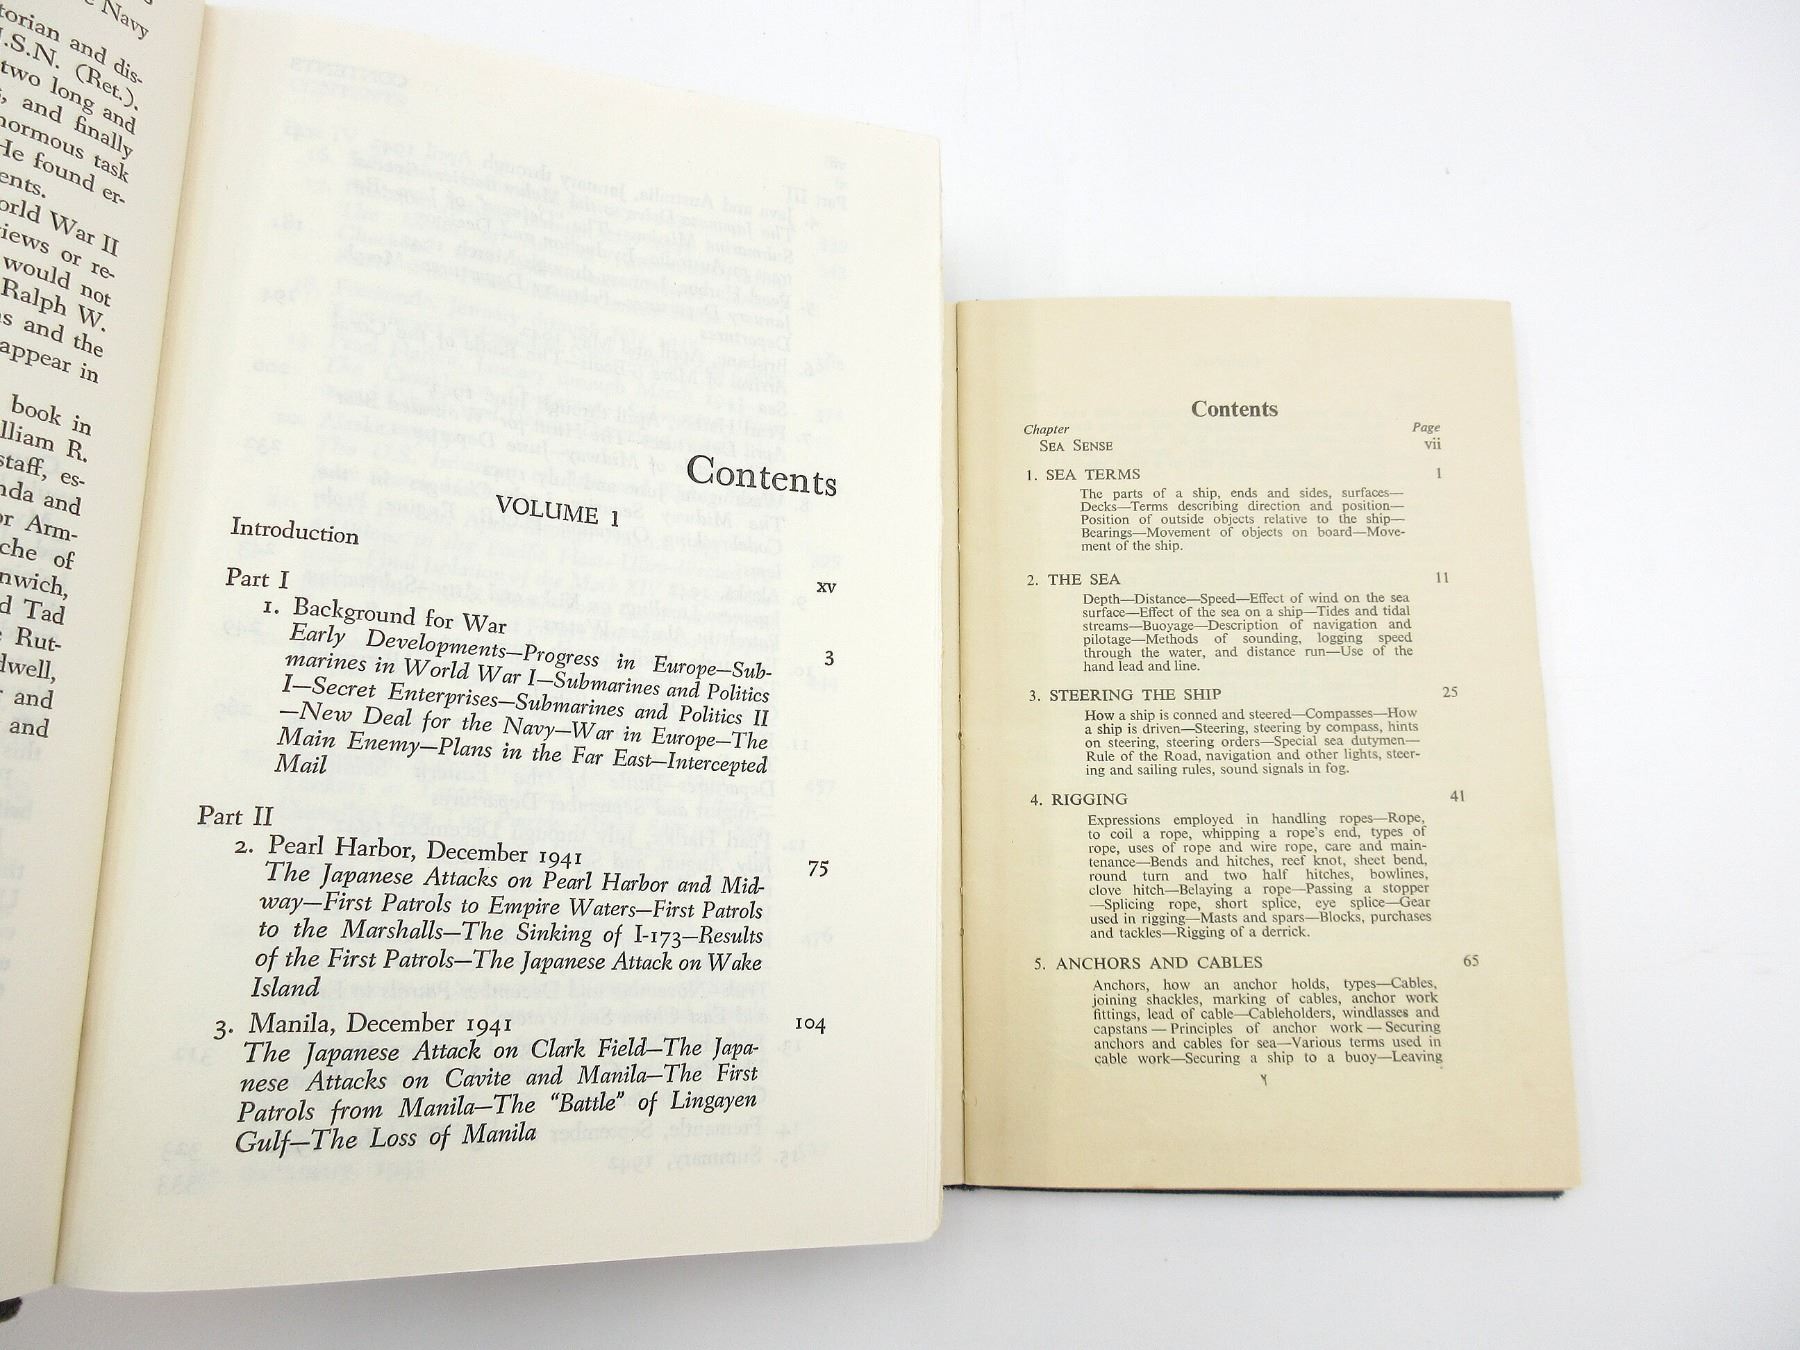 Navy
torian and dis-
U.S.N. (Ret.).
two long and
and finally
normous task
He found er-
ents.
orld War II
views or re-
would not
Ralph W.
s and the
appear in
book in
lliam R.
staff, es-
nda and
or Arm-
che of
nwich,
d Tad
Rut-
dwell,
and
and
Contents
VOLUME 1
Introduction
xv
Part I
1. Background for War
3
Early Developments—Progress in Europe—Sub-
marines in World War I—Submarines and Politics
I—Secret Enterprises—Submarines and Politics II
—New Deal for the Navy—War in Europe—The
Main Enemy—Plans in the Far East—Intercepted
Mail
Part II
2. Pearl Harbor, December 1941
75
The Japanese Attacks on Pearl Harbor and Mid-
way—First Patrols to Empire Waters—First Patrols
to the Marshalls—The Sinking of I-173—Results
of the First Patrols—The Japanese Attack on Wake
Island
3. Manila, December 1941 104
The Japanese Attack on Clark Field—The Japa-
nese Attacks on Cavite and Manila—The First
Patrols from Manila—The "Battle" of Lingayen
Gulf—The Loss of Manila
Contents
Chapter Page
SEA SENSE vii
1. SEA TERMS 1
The parts of a ship, ends and sides, surfaces—
Decks—Terms describing direction and position—
Position of outside objects relative to the ship—
Bearings—Movement of objects on board—Move-
ment of the ship.
2. THE SEA 11
Depth—Distance—Speed—Effect of wind on the sea
surface—Effect of the sea on a ship—Tides and tidal
streams—Buoyage—Description of navigation and
pilotage—Methods of sounding, logging speed
through the water, and distance run—Use of the
hand lead and line.
3. STEERING THE SHIP 25
How a ship is conned and steered—Compasses—How
a ship is driven—Steering, steering by compass, hints
on steering, steering orders—Special sea dutymen—
Rule of the Road, navigation and other lights, steer-
ing and sailing rules, sound signals in fog.
4. RIGGING 41
Expressions employed in handling ropes—Rope,
to coil a rope, whipping a rope's end, types of
rope, uses of rope and wire rope, care and main-
tenance—Bends and hitches, reef knot, sheet bend,
round turn and two half hitches, bowlines,
clove hitch—Belaying a rope—Passing a stopper
—Splicing rope, short splice, eye splice—Gear
used in rigging—Masts and spars—Blocks, purchases
and tackles—Rigging of a derrick.
5. ANCHORS AND CABLES 65
Anchors, how an anchor holds, types—Cables,
joining shackles, marking of cables, anchor work
fittings, lead of cable—Cableholders, windlasses and
capstans—Principles of anchor work—Securing
anchors and cables for sea—Various terms used in
cable work—Securing a ship to a buoy—Leaving
v